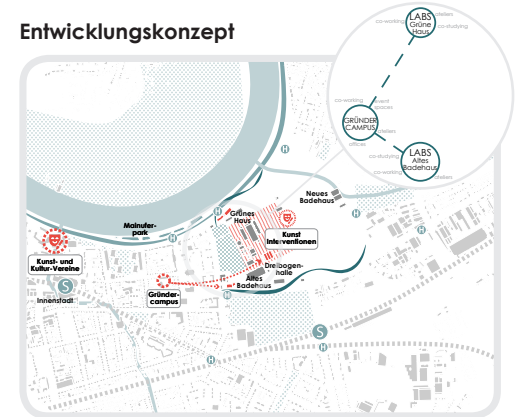 Entwicklungskonzept
LABS
Grüne
Haus
co-working
ateliers
co-studying
co-working
event
spaces
GRÜNDER
CAMPUS
ateliers
offices
LABS
Altes
Badehaus
co-studying
co-working
ateliers
H
Neues
Badehaus
Grünes
Haus
Mainufer-
park
H
H
Kunst
Interventionen
H
Kunst- und
Kultur-Vereine
Dreibogen-
halle
S
Innenstadt
Altes
Badehaus
Gründer-
campus
H
S
H
H